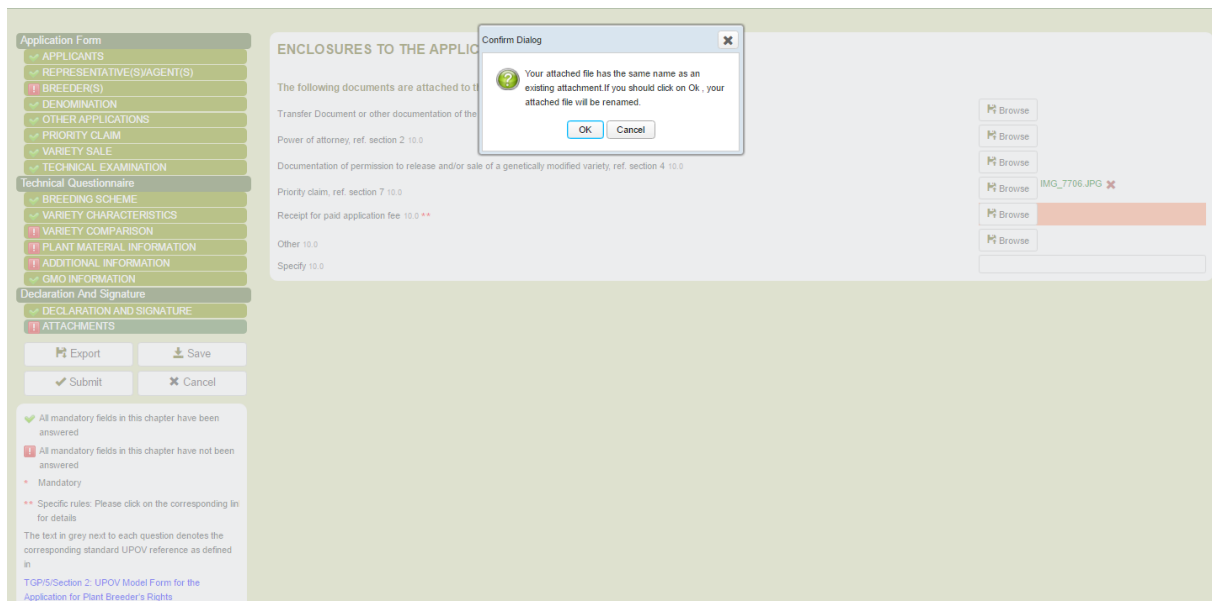 Application Form
APPLICANTS
REPRESENTATIVE(S)/AGENT(S)
BREEDER(S)
DENOMINATION
OTHER APPLICATIONS
PRIORITY CLAIM
VARIETY SALE
TECHNICAL EXAMINATION
Technical Questionnaire
BREEDING SCHEME
VARIETY CHARACTERISTICS
VARIETY COMPARISON
PLANT MATERIAL INFORMATION
ADDITIONAL INFORMATION
GMO INFORMATION
Declaration And Signature
DECLARATION AND SIGNATURE
ATTACHMENTS
Export
Save
Submit
Cancel
All mandatory fields in this chapter have been
answered
All mandatory fields in this chapter have not been
answered
* Mandatory
** Specific rules: Please click on the corresponding lin
for details
The text in grey next to each question denotes the
corresponding standard UPOV reference as defined
in
TGP/5/Section 2: UPOV Model Form for the
Application for Plant Breeder's Rights
ENCLOSURES TO THE APPLIC
The following documents are attached to t
Transfer Document or other documentation of the
Browse
Power of attorney, ref. section 2 10.0
Browse
Documentation of permission to release and/or sale of a genetically modified variety, ref. section 4 10.0
Browse
Priority claim, ref. section 7 10.0
Browse
IMG_7706.JPG
Receipt for paid application fee 10.0 **
Browse
Other 10.0
Browse
Specify 10.0
Confirm Dialog
Your attached file has the same name as an
existing attachment.If you should click on Ok , your
attached file will be renamed.
OK
Cancel